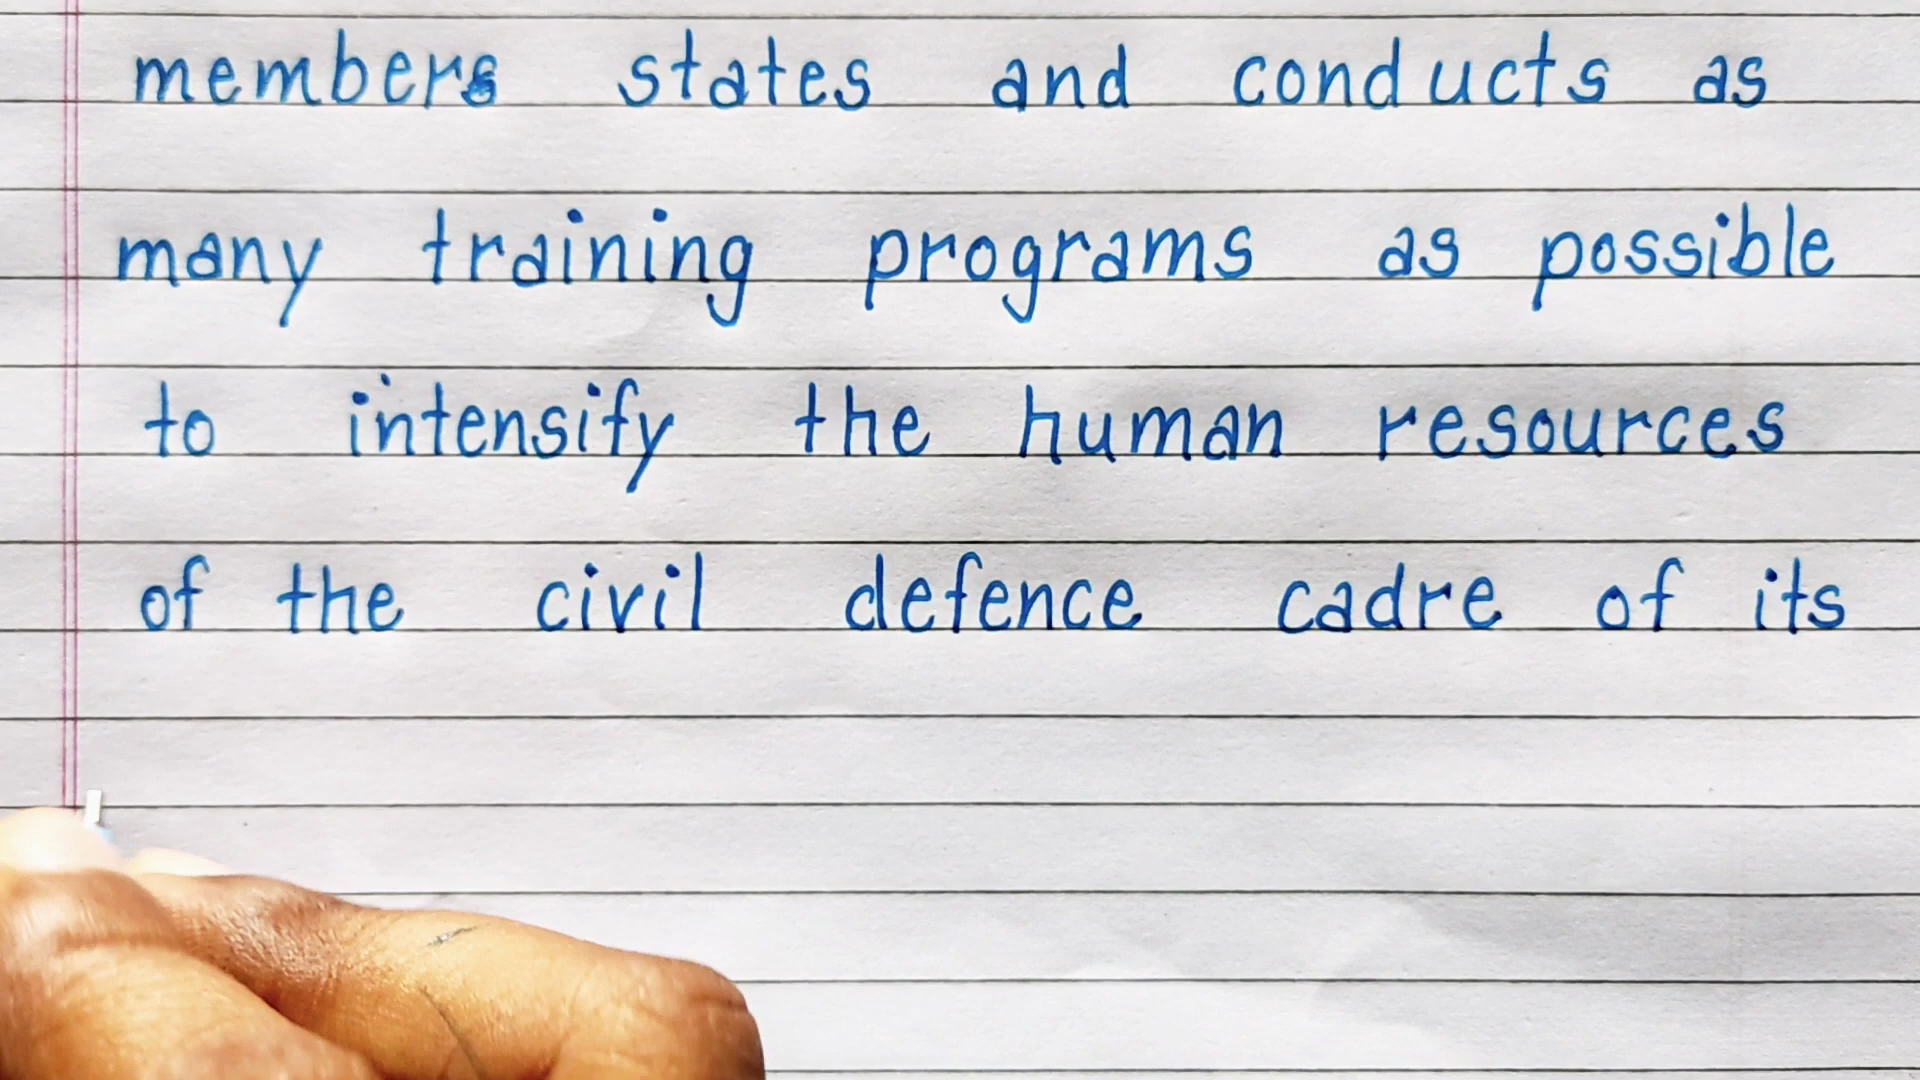 members states and conducts as
many training programs as possible
to intensify the human resources
of the civil defence cadre of its